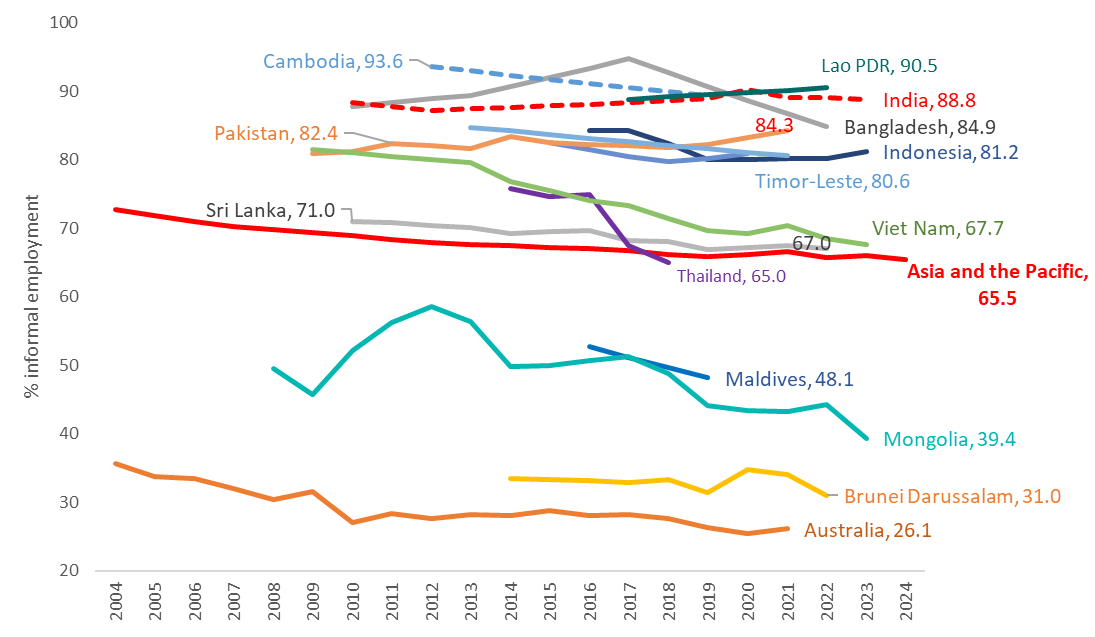 100
90
80
70
60
50
40
30
20
% informal employment
Cambodia, 93.6
Lao PDR, 90.5
India, 88.8
84.3
Bangladesh, 84.9
Pakistan, 82.4
Indonesia, 81.2
Timor-Leste, 80.6
Sri Lanka, 71.0
Viet Nam, 67.7
67.0
Asia and the Pacific,
65.5
Thailand, 65.0
Maldives, 48.1
Mongolia, 39.4
Brunei Darussalam, 31.0
Australia, 26.1
2004
2005
2006
2007
2008
2009
2010
2011
2012
2013
2014
2015
2016
2017
2018
2019
2020
2021
2022
2023
2024